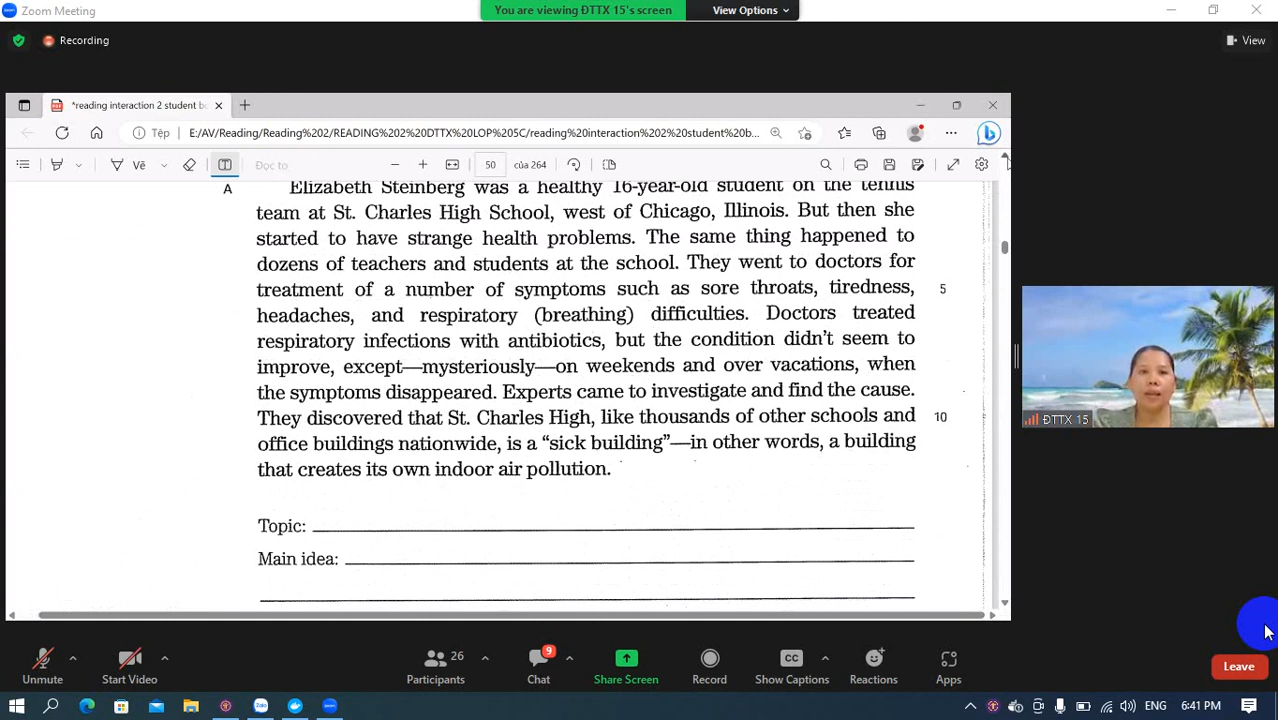 Zoom Meeting
You are viewing ĐTTX 15's screen
View Options
Recording
View
*reading interaction 2 student b
Tệp
E:/AV/Reading/Reading%202/READING%202%20DTTX%20LOP%205C/reading%20interaction%202%20student%20b...
Vẽ
Đọc to
50
của 264
A
Elizabeth Steinberg was a healthy 16-year-old student on the tennis
team at St. Charles High School, west of Chicago, Illinois. But then she
started to have strange health problems. The same thing happened to
dozens of teachers and students at the school. They went to doctors for
treatment of a number of symptoms such as sore throats, tiredness,
5
headaches, and respiratory (breathing) difficulties. Doctors treated
respiratory infections with antibiotics, but the condition didn't seem to
improve, except—mysteriously—on weekends and over vacations, when
the symptoms disappeared. Experts came to investigate and find the cause.
They discovered that St. Charles High, like thousands of other schools and
10
office buildings nationwide, is a “sick building”—in other words, a building
that creates its own indoor air pollution.
Topic:
Main idea:
ĐTTX 15
Unmute
Start Video
26
Participants
9
Chat
Share Screen
Record
CC
Show Captions
Reactions
Apps
Leave
ENG
6:41 PM